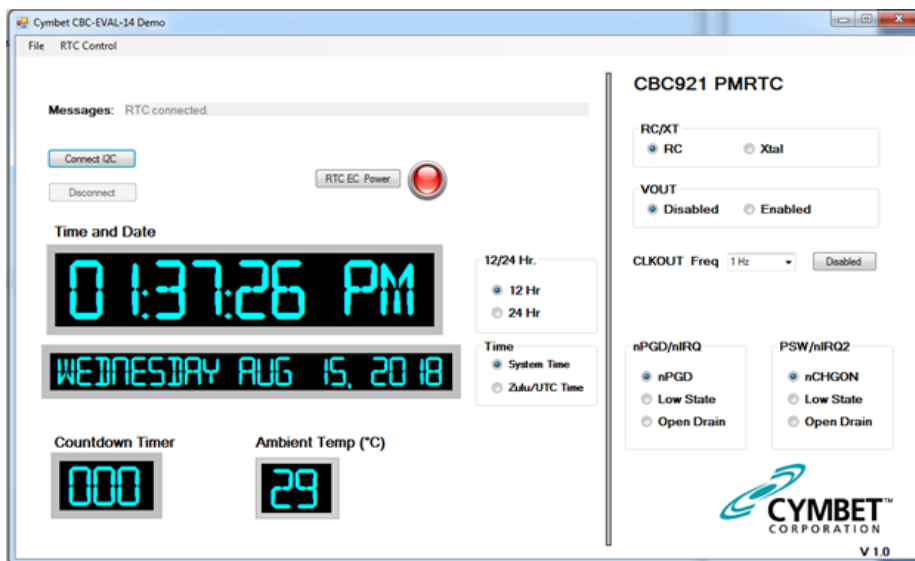 Cymbet CBC-EVAL-14 Demo
File RTC Control
Messages: RTC connected.
Connect I2C
Disconnect
RTC EC Power
Time and Date
01:37:26 PM
WEDNESDAY AUG 15, 2018
12/24 Hr.
12 Hr
24 Hr
Time
System Time
Zulu/UTC Time
Countdown Timer
000
Ambient Temp (°C)
29
CBC921 PMRTC
RC/XT
RC Xtal
VOUT
Disabled Enabled
CLKOUT Freq 1 Hz Disabled
nPGD/nIRQ
nPGD
Low State
Open Drain
PSW/nIRQ2
nCHGON
Low State
Open Drain
CYMBET™
CORPORATION
V 1.0